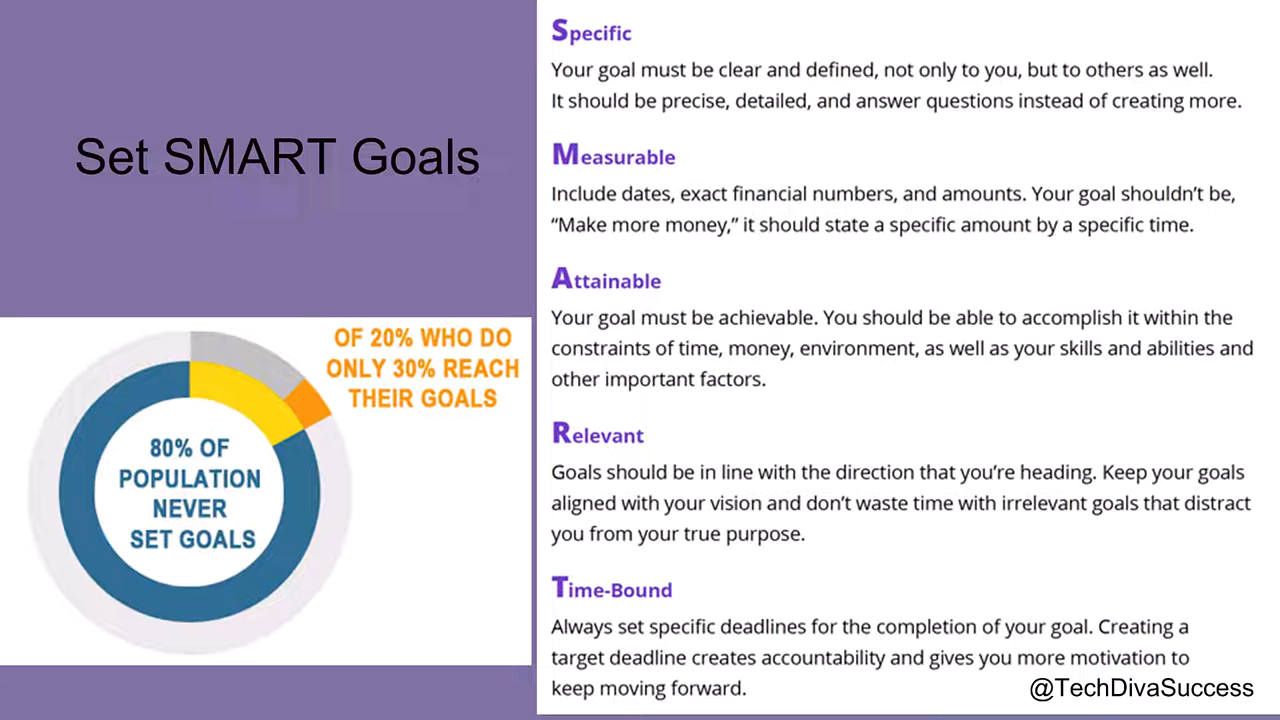 Set SMART Goals
OF 20% WHO DO
ONLY 30% REACH
THEIR GOALS
80% OF
POPULATION
NEVER
SET GOALS
Specific
Your goal must be clear and defined, not only to you, but to others as well.
It should be precise, detailed, and answer questions instead of creating more.
Measurable
Include dates, exact financial numbers, and amounts. Your goal shouldn’t be,
“Make more money,” it should state a specific amount by a specific time.
Attainable
Your goal must be achievable. You should be able to accomplish it within the
constraints of time, money, environment, as well as your skills and abilities and
other important factors.
Relevant
Goals should be in line with the direction that you’re heading. Keep your goals
aligned with your vision and don’t waste time with irrelevant goals that distract
you from your true purpose.
Time-Bound
Always set specific deadlines for the completion of your goal. Creating a
target deadline creates accountability and gives you more motivation to
keep moving forward.
@TechDivaSuccess